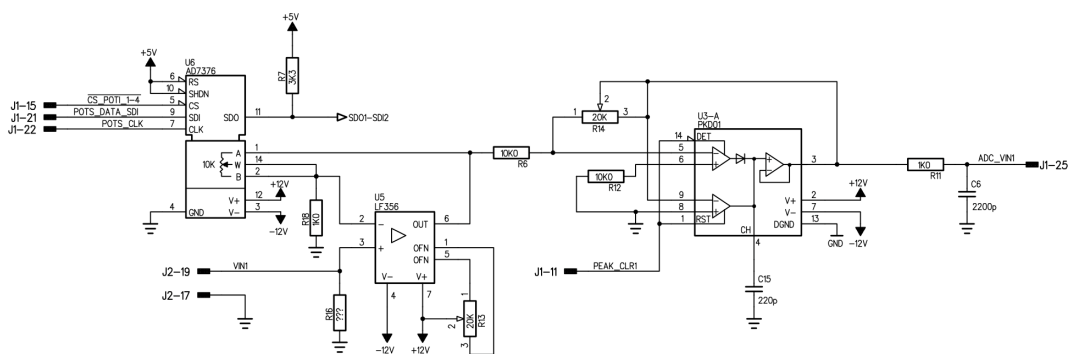 +5V
U6
AD7376
+5V
R7
3K3
6 RS
10 SHDN
J1-15 CS_POTI_1-4 5 CS
J1-21 POTS_DATA_SDI 9 SDI SDO 11 SDO1-SDI2
J1-22 POTS_CLK 7 CLK
10K A 1
W 14
B 2
V+ 12 +12V
4 GND V- 3 -12V
R18
1K0
U5
LF356
2 - OUT 6
3 + OFN 1
OFN 5
V- V+
4 7
-12V +12V
J2-19 VIN1
J2-17
R16
???
1
2
20K
R13
3
10K0
R6
2
1 20K 3
R14
U3-A
PKD01
14 DET
5 -
6 +
10K0
R12
9 -
8 +
1 RST
CH
4
+
-
3
V+ 2 +12V
V- 7 -12V
DGND 13 GND
J1-11 PEAK_CLR1
C15
220p
1K0
R11
ADC_VIN1 J1-25
C6
2200p